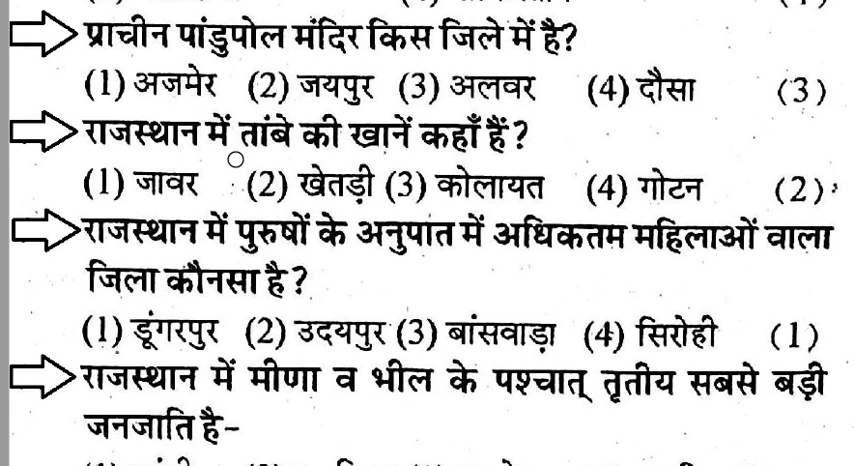 प्राचीन पांडुपोल मंदिर किस जिले में है?
(1) अजमेर (2) जयपुर (3) अलवर (4) दौसा (3)
राजस्थान में तांबे की खानें कहाँ हैं?
(1) जावर (2) खेतड़ी (3) कोलायत (4) गोटन (2)
राजस्थान में पुरुषों के अनुपात में अधिकतम महिलाओं वाला
जिला कौनसा है?
(1) डूंगरपुर (2) उदयपुर (3) बांसवाड़ा (4) सिरोही (1)
राजस्थान में मीणा व भील के पश्चात् तृतीय सबसे बड़ी
जनजाति है-